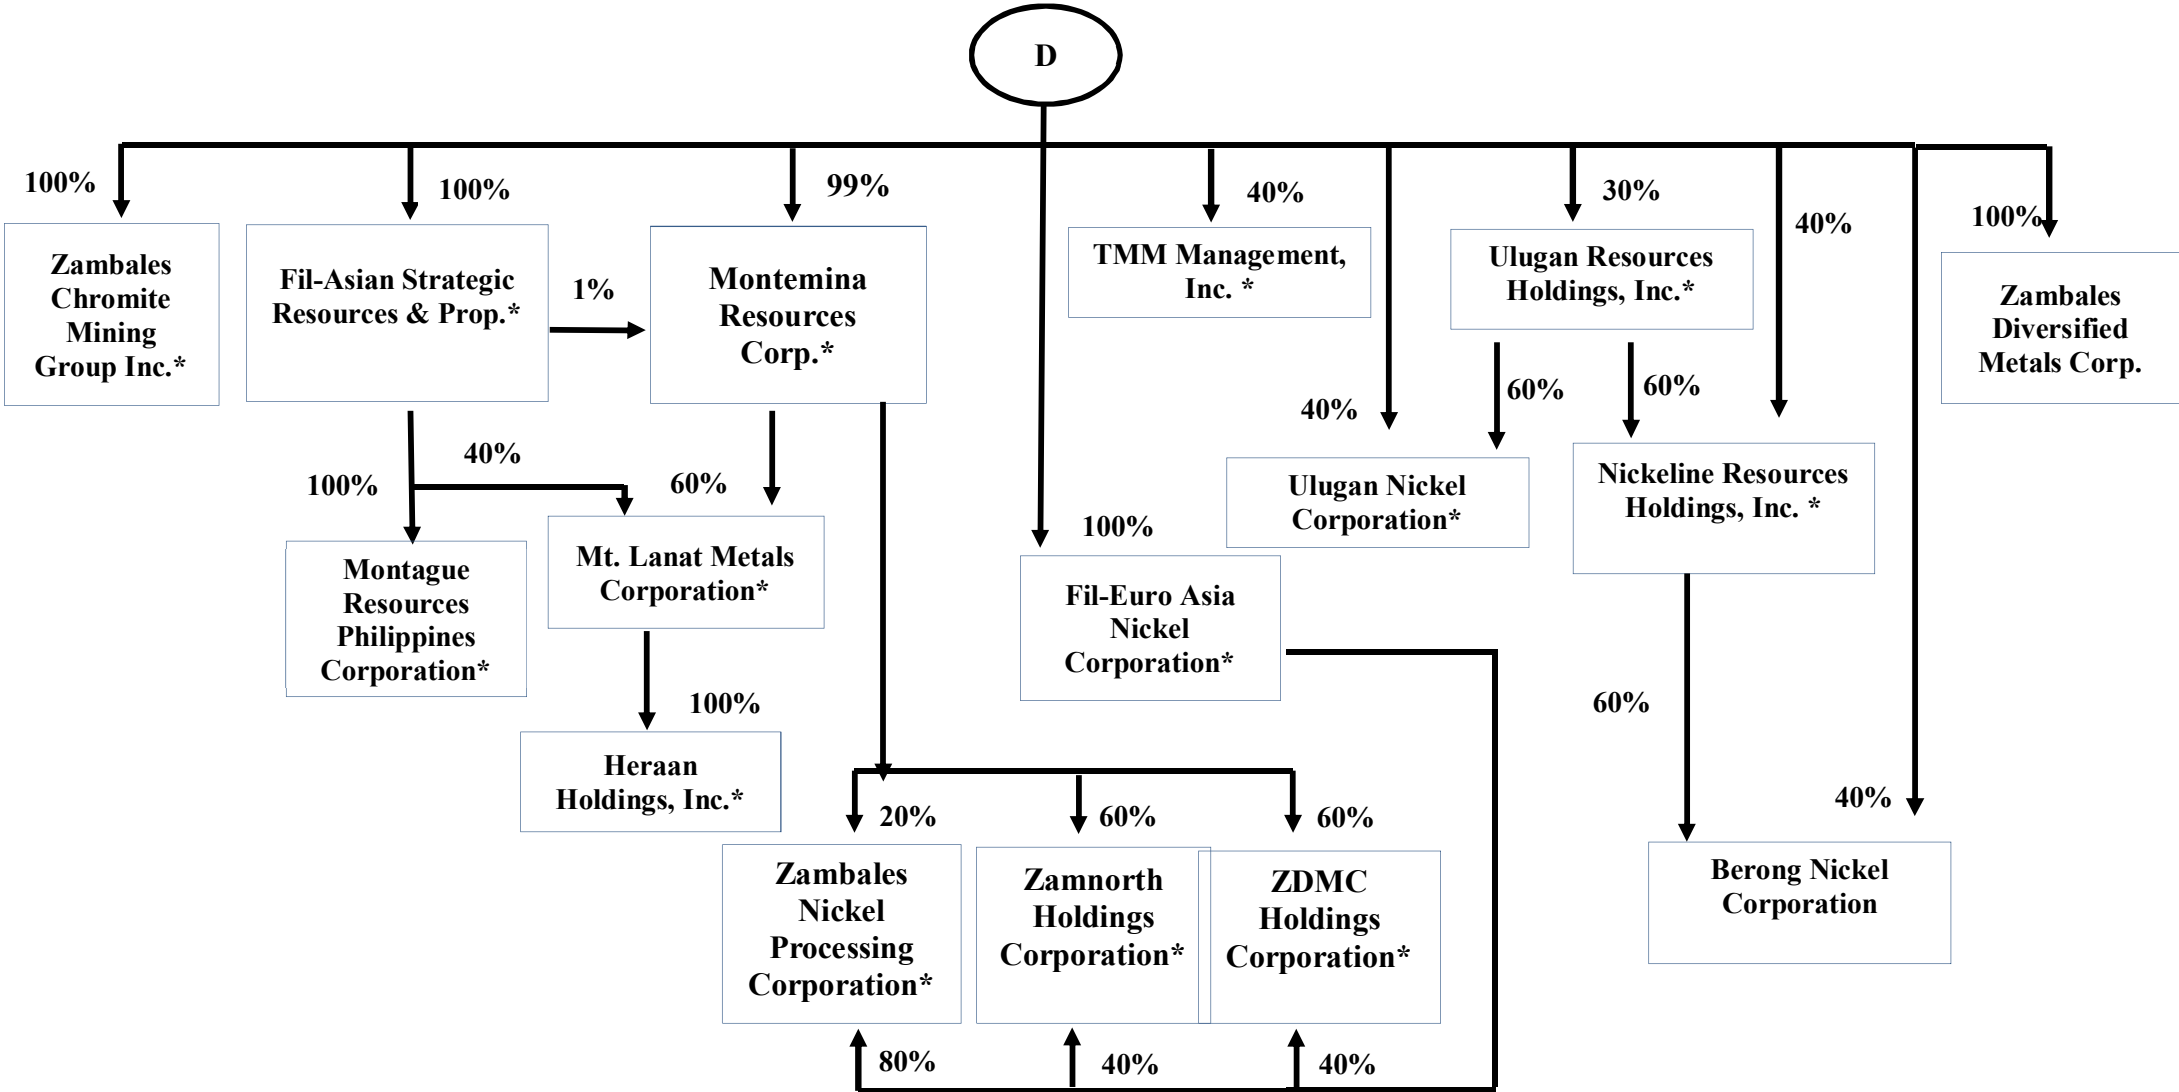 D
100%
100%
99%
40%
30%
40%
100%
Zambales
Chromite
Mining
Group Inc.*
Fil-Asian Strategic
Resources & Prop.*
1%
Montemina
Resources
Corp.*
TMM Management,
Inc. *
Ulugan Resources
Holdings, Inc.*
Zambales
Diversified
Metals Corp.
40%
60%
60%
100%
40%
60%
Ulugan Nickel
Corporation*
Nickeline Resources
Holdings, Inc. *
Montague
Resources
Philippines
Corporation*
Mt. Lanat Metals
Corporation*
100%
Fil-Euro Asia
Nickel
Corporation*
100%
60%
Heraan
Holdings, Inc.*
20%
60%
60%
40%
Zambales
Nickel
Processing
Corporation*
Zamnorth
Holdings
Corporation*
ZDMC
Holdings
Corporation*
Berong Nickel
Corporation
80%
40%
40%